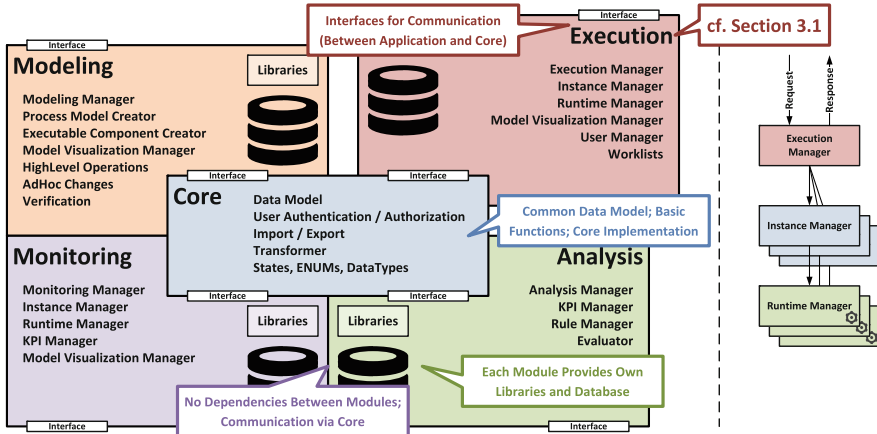 Interface
Modeling
Libraries
Modeling Manager
Process Model Creator
Executable Component Creator
Model Visualization Manager
HighLevel Operations
AdHoc Changes
Verification
Interfaces for Communication
(Between Application and Core)
Interface
Execution
cf. Section 3.1
Execution Manager
Instance Manager
Runtime Manager
Model Visualization Manager
User Manager
Worklists
Interface
Interface
Core
Data Model
User Authentication / Authorization
Import / Export
Transformer
States, ENUMs, DataTypes
Interface
Interface
Common Data Model; Basic
Functions; Core Implementation
Monitoring
Monitoring Manager
Instance Manager
Runtime Manager
KPI Manager
Model Visualization Manager
Libraries
No Dependencies Between Modules;
Communication via Core
Interface
Analysis
Libraries
Analysis Manager
KPI Manager
Rule Manager
Evaluator
Each Module Provides Own
Libraries and Database
Interface
Request
Response
Execution
Manager
Instance Manager
Runtime Manager